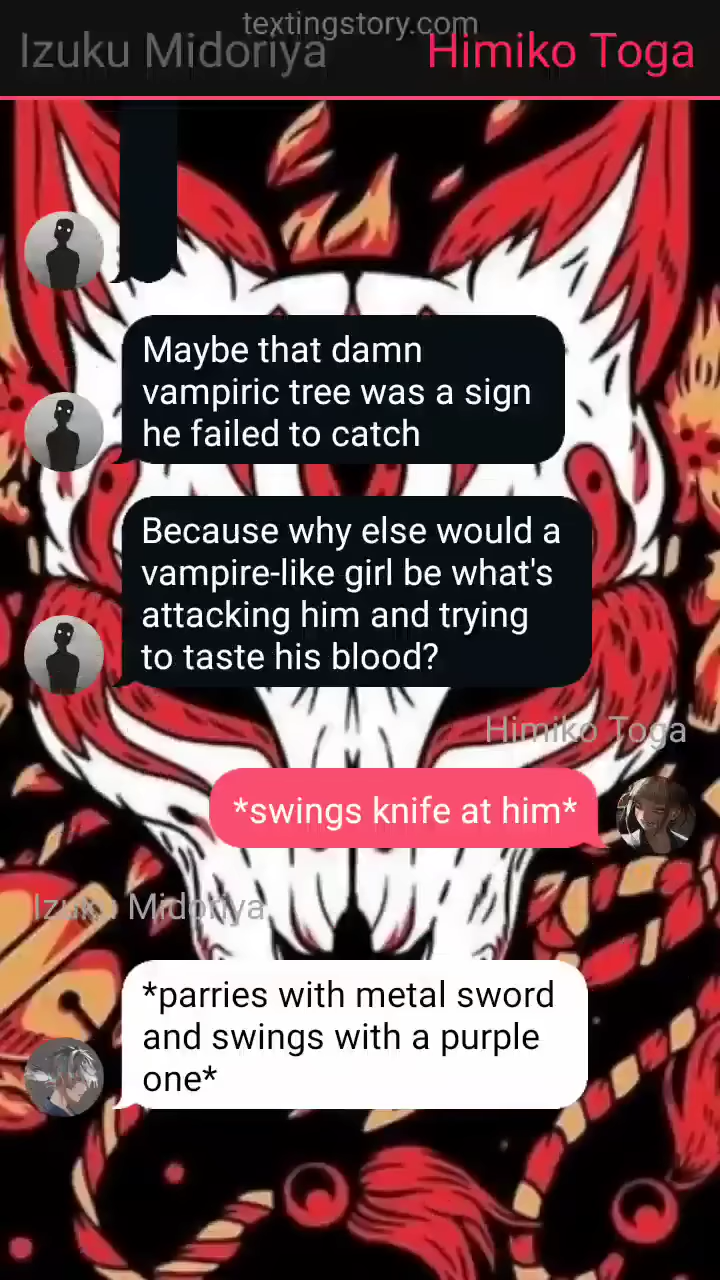 textingstory.com
Izuku Midoriya
Himiko Toga
Maybe that damn
vampiric tree was a sign
he failed to catch
Because why else would a
vampire-like girl be what's
attacking him and trying
to taste his blood?
Himiko Toga
*swings knife at him*
Izuku Midoriya
*parries with metal sword
and swings with a purple
one*